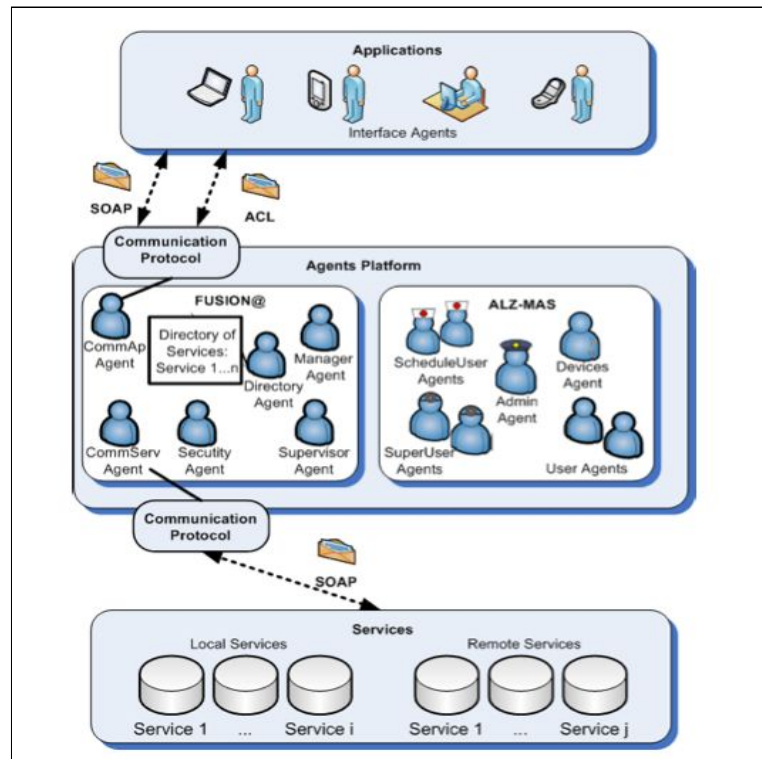 Applications
Interface Agents
SOAP
ACL
Communication
Protocol
Agents Platform
FUSION@
CommAp
Agent
Directory of
Services:
Service 1...n
Directory
Agent
Manager
Agent
CommServ
Agent
Secutity
Agent
Supervisor
Agent
ALZ-MAS
ScheduleUser
Agents
Admin
Agent
Devices
Agent
SuperUser
Agents
User Agents
Communication
Protocol
SOAP
Services
Local Services
Remote Services
Service 1 ... Service i
Service 1 ... Service j